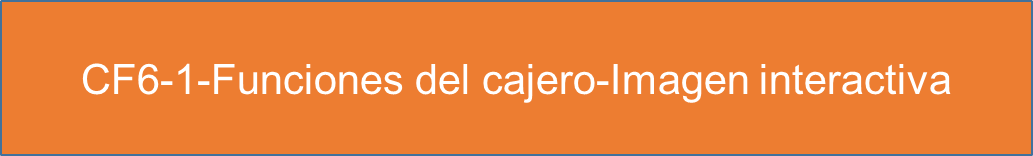 CF6-1-Funciones del cajero-Imagen interactiva